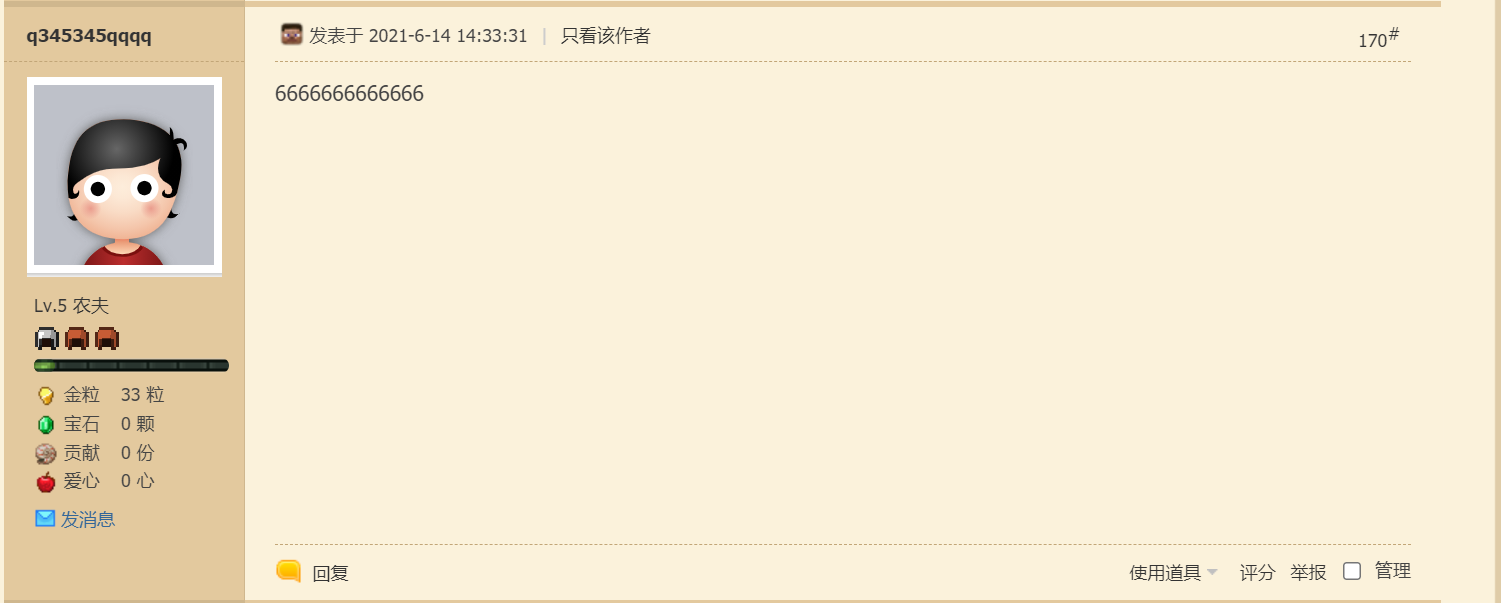 q345345qqqq
发表于 2021-6-14 14:33:31 | 只看该作者
170#
6666666666666
Lv.5 农夫
金粒 33 粒
宝石 0 颗
贡献 0 份
爱心 0 心
发消息
回复
使用道具 评分 举报 管理